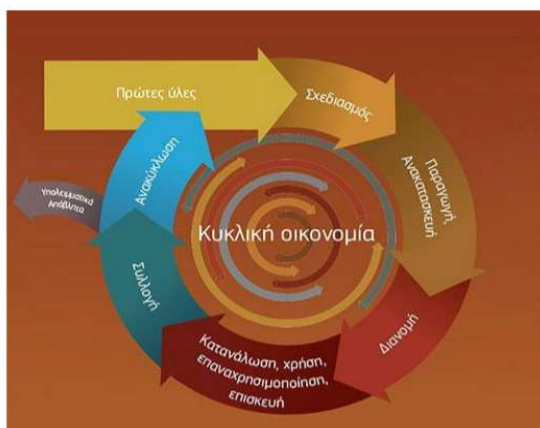 Πρώτες ύλες
Σχεδιασμός
Παραγωγή,
Ανακατασκευή
Διανομή
Κατανάλωση, χρήση,
επαναχρησιμοποίηση,
επισκευή
Συλλογή
Ανακύκλωση
Υπολειμματικά
Απόβλητα
Κυκλική οικονομία